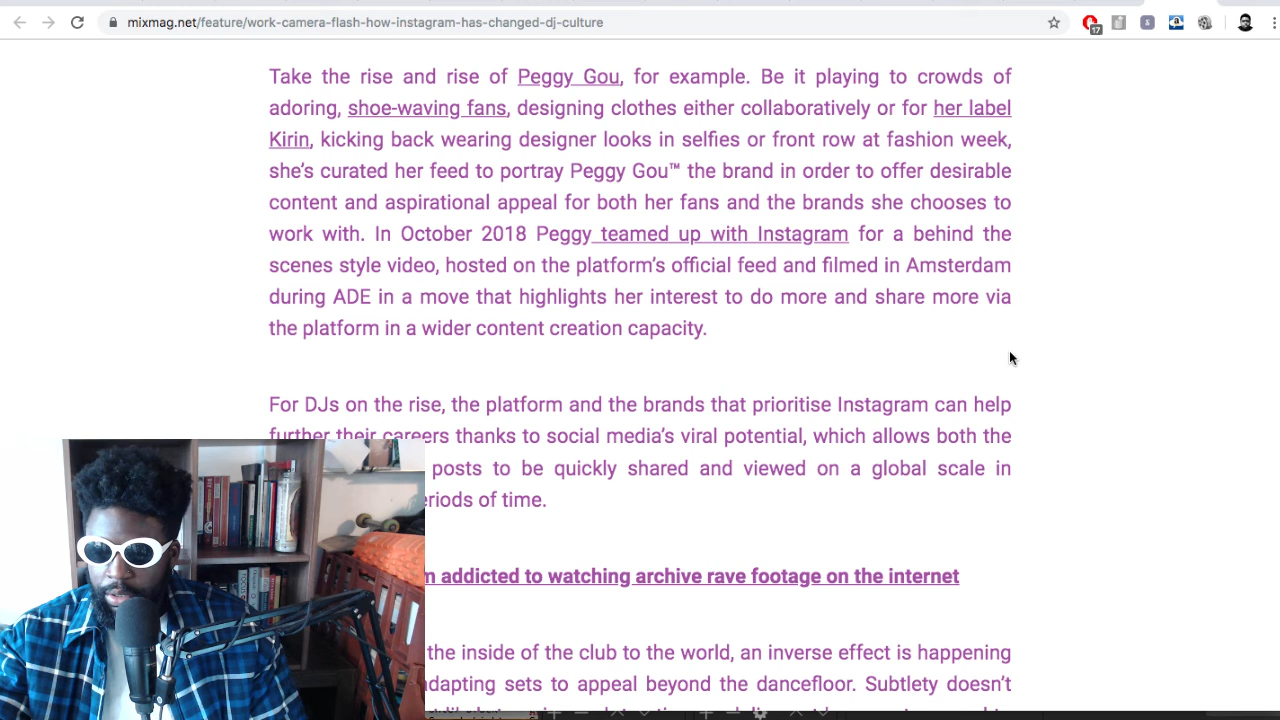 mixmag.net/feature/work-camera-flash-how-instagram-has-changed-dj-culture
17
Take the rise and rise of Peggy Gou, for example. Be it playing to crowds of
adoring, shoe-waving fans, designing clothes either collaboratively or for her label
Kirin, kicking back wearing designer looks in selfies or front row at fashion week,
she's curated her feed to portray Peggy Gou™ the brand in order to offer desirable
content and aspirational appeal for both her fans and the brands she chooses to
work with. In October 2018 Peggy teamed up with Instagram for a behind the
scenes style video, hosted on the platform's official feed and filmed in Amsterdam
during ADE in a move that highlights her interest to do more and share more via
the platform in a wider content creation capacity.
For DJs on the rise, the platform and the brands that prioritise Instagram can help
further their careers thanks to social media's viral potential, which allows both the
posts to be quickly shared and viewed on a global scale in
of time.
addicted to watching archive rave footage on the internet
the inside of the club to the world, an inverse effect is happening
sets to appeal beyond the dancefloor. Subtlety doesn't